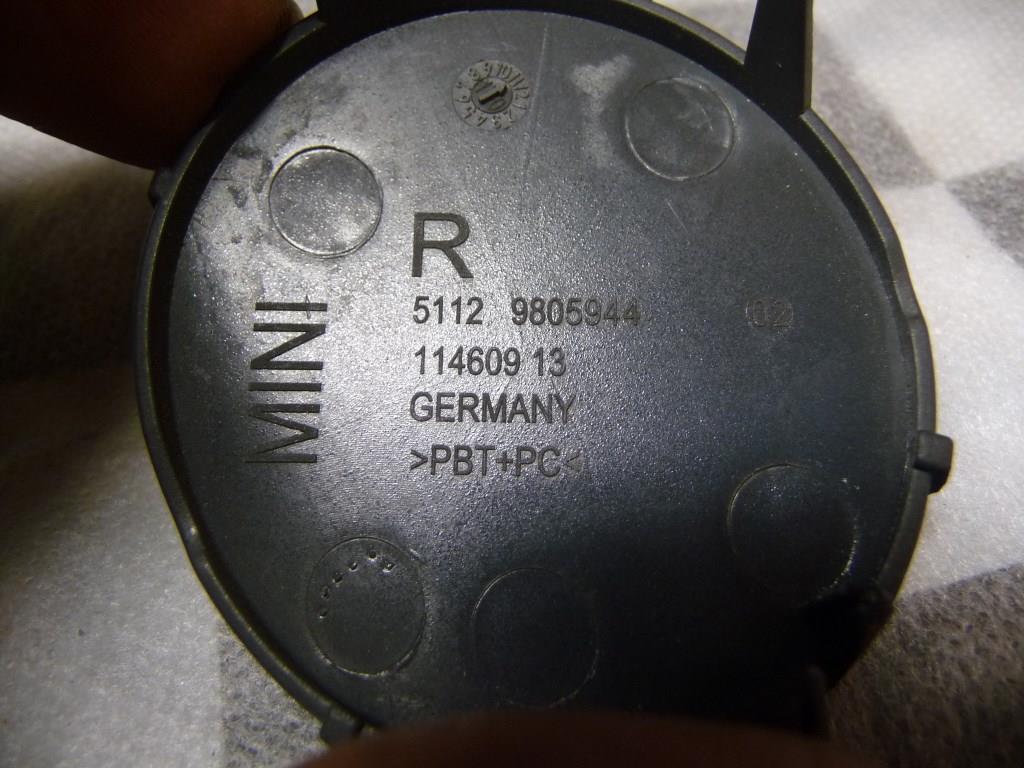 R
5112 9805944
02
114609 13
GERMANY
>PBT+PC<
MINI